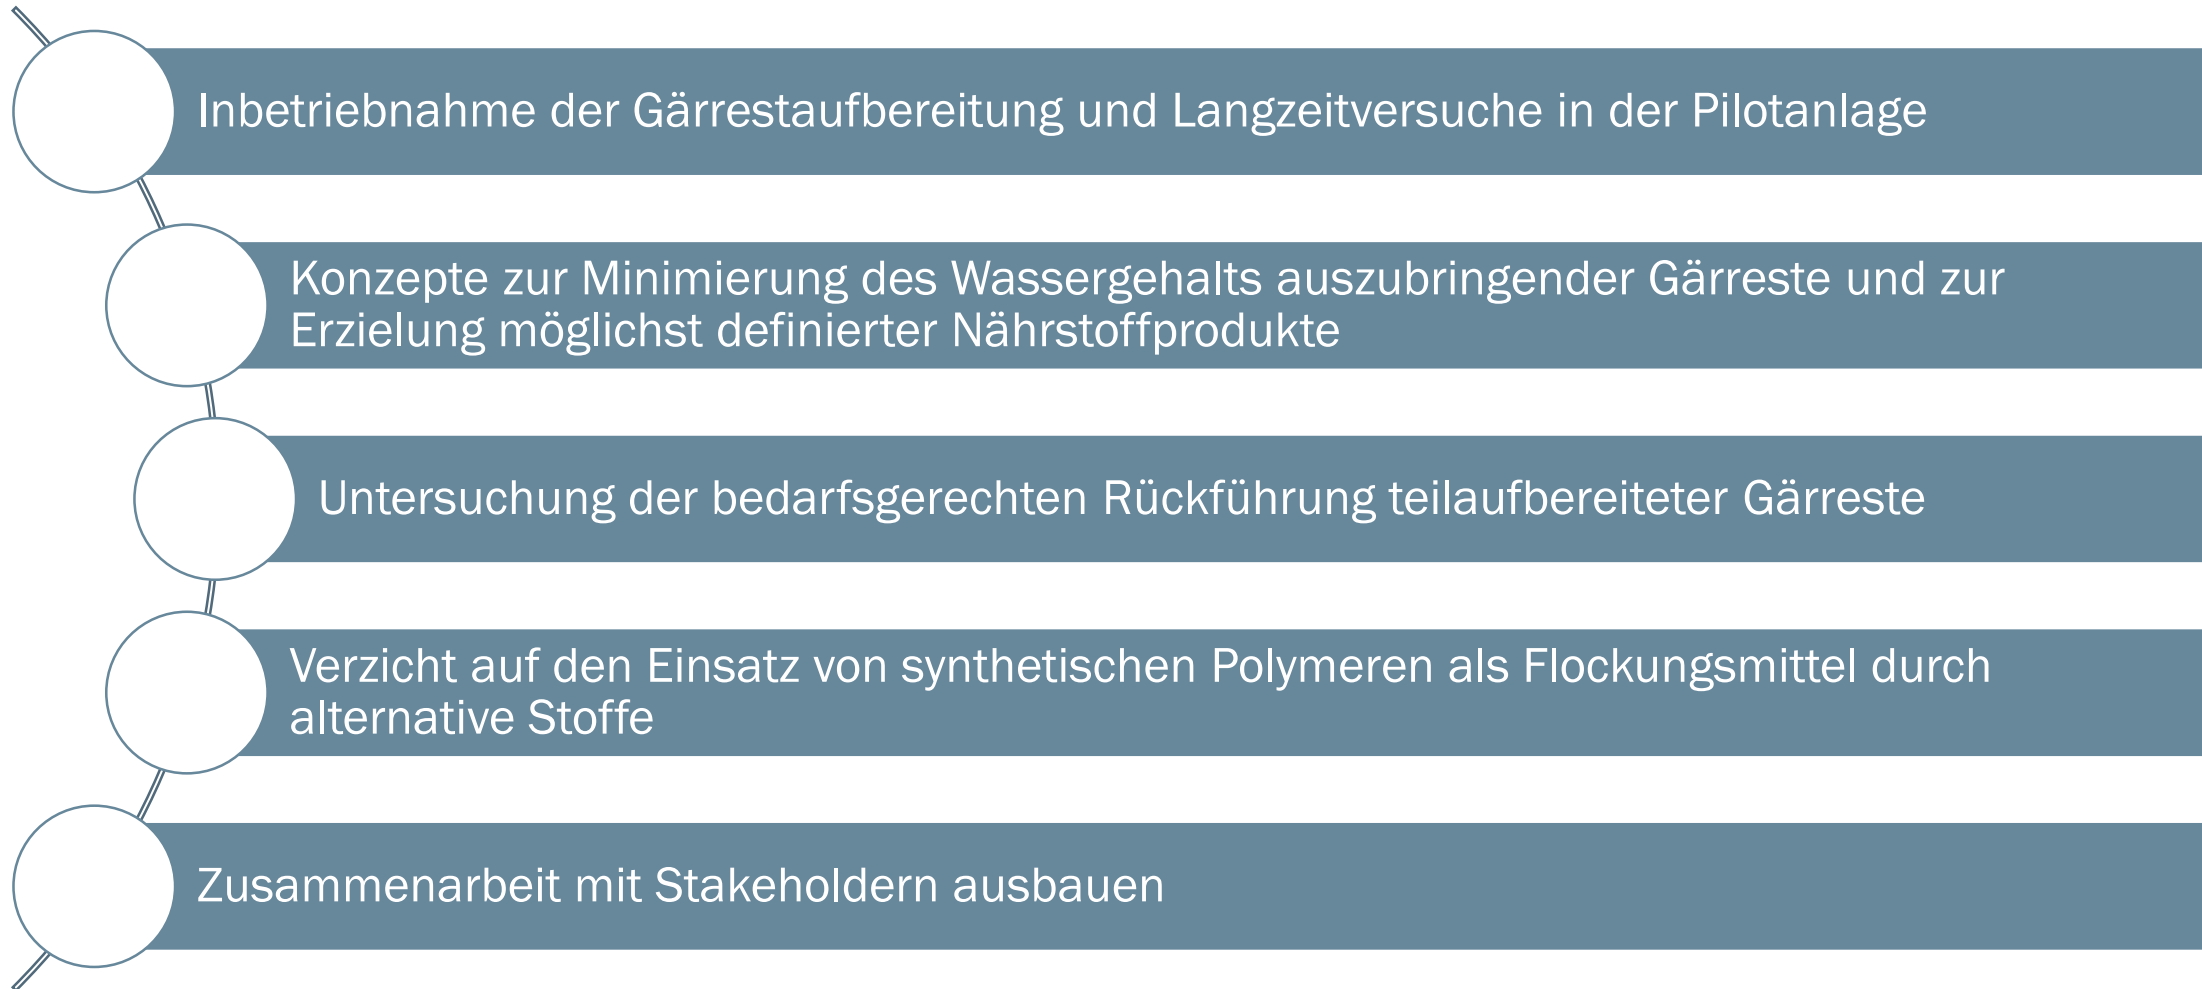 Inbetriebnahme der Gärrestaufbereitung und Langzeitversuche in der Pilotanlage
Konzepte zur Minimierung des Wassergehalts auszubringender Gärreste und zur
Erzielung möglichst definierter Nährstoffprodukte
Untersuchung der bedarfsgerechten Rückführung teilaufbereiteter Gärreste
Verzicht auf den Einsatz von synthetischen Polymeren als Flockungsmittel durch
alternative Stoffe
Zusammenarbeit mit Stakeholdern ausbauen